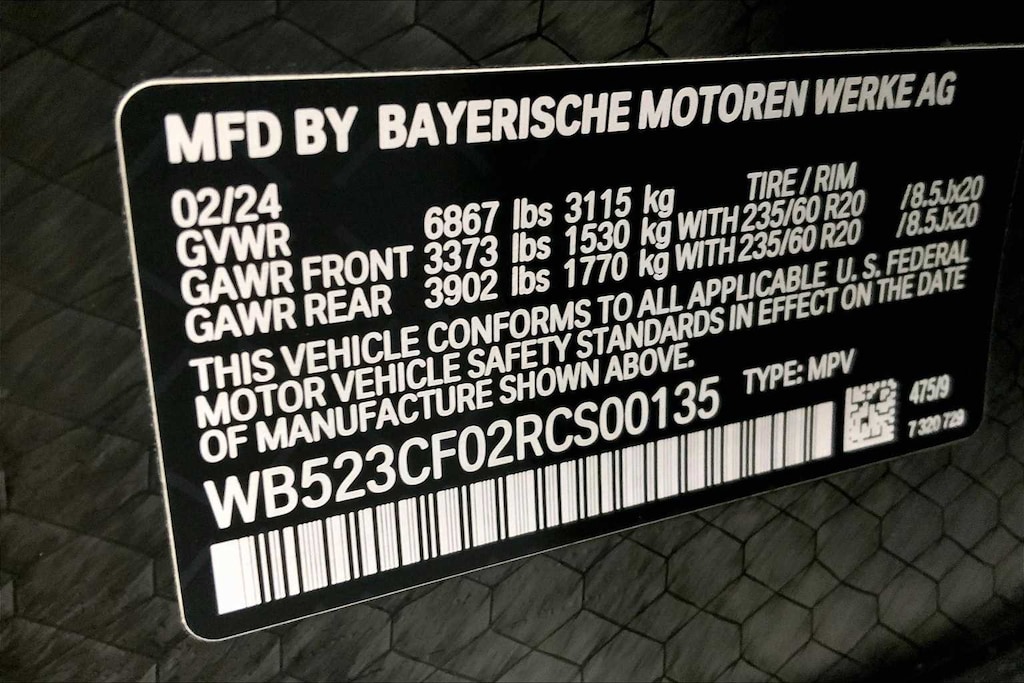 MFD BY BAYERISCHE MOTOREN WERKE AG
02/24 TIRE / RIM
GVWR 6867 lbs 3115 kg
GAWR FRONT 3373 lbs 1530 kg WITH 235/60 R20 /8.5Jx20
GAWR REAR 3902 lbs 1770 kg WITH 235/60 R20 /8.5Jx20
THIS VEHICLE CONFORMS TO ALL APPLICABLE U. S. FEDERAL
MOTOR VEHICLE SAFETY STANDARDS IN EFFECT ON THE DATE
OF MANUFACTURE SHOWN ABOVE.
WB523CF02RCS00135 TYPE: MPV
475/9
7 320 729